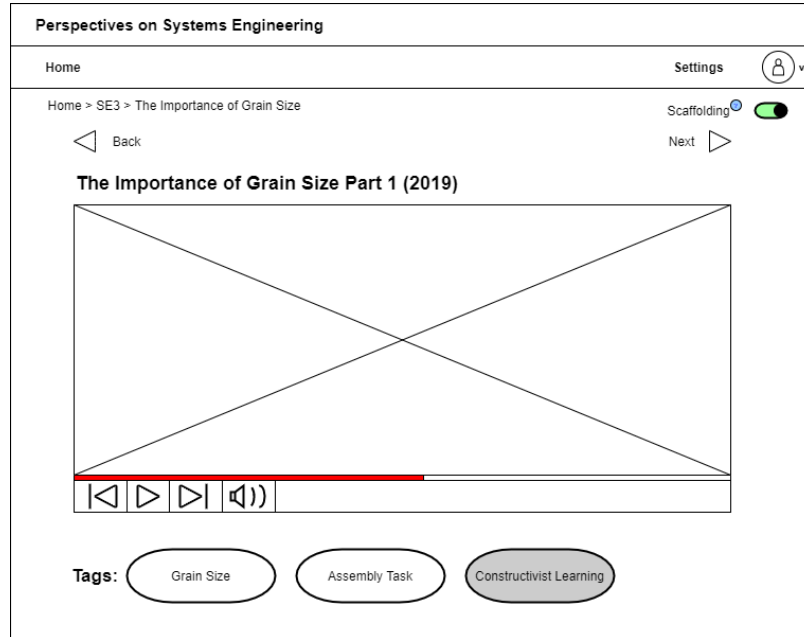 Perspectives on Systems Engineering
Home
Settings
v
Home > SE3 > The Importance of Grain Size
Scaffolding
Back
Next
The Importance of Grain Size Part 1 (2019)
Tags:
Grain Size
Assembly Task
Constructivist Learning